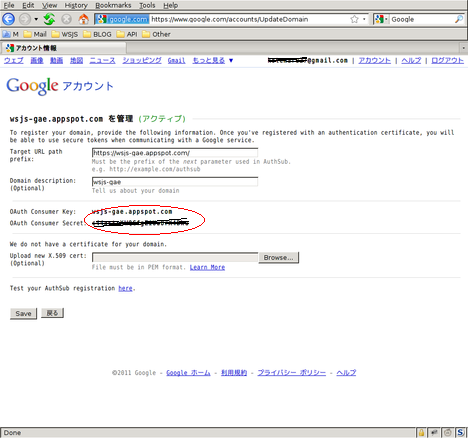 File Edit View History Bookmarks Tools Help
google.com https://www.google.com/accounts/UpdateDomain Google
M Mail WSJS BLOG API Other
アカウント情報
ウェブ 画像 動画 地図 ニュース ショッピング Gmail もっと見る ▼ @gmail.com | アカウント | ヘルプ | ログアウト
Google アカウント
wsjs-gae.appspot.com を管理 (アクティブ)
To register your domain, provide the following information. Once you've registered with an authentication certificate, you will
be able to use secure tokens when communicating with a Google service.
Target URL path prefix: https://wsjs-gae.appspot.com/
Must be the prefix of the next parameter used in AuthSub.
e.g. http://example.com/authsub
Domain description: (Optional) wsjs-gae
Tell us about your domain
OAuth Consumer Key: wsjs-gae.appspot.com
OAuth Consumer Secret:
We do not have a certificate for your domain.
Upload new X.509 cert: (Optional) Browse...
File must be in PEM format. Learn More
Test your AuthSub registration here.
Save 戻る
©2011 Google - Google ホーム - 利用規約 - プライバシー ポリシー - ヘルプ
Done